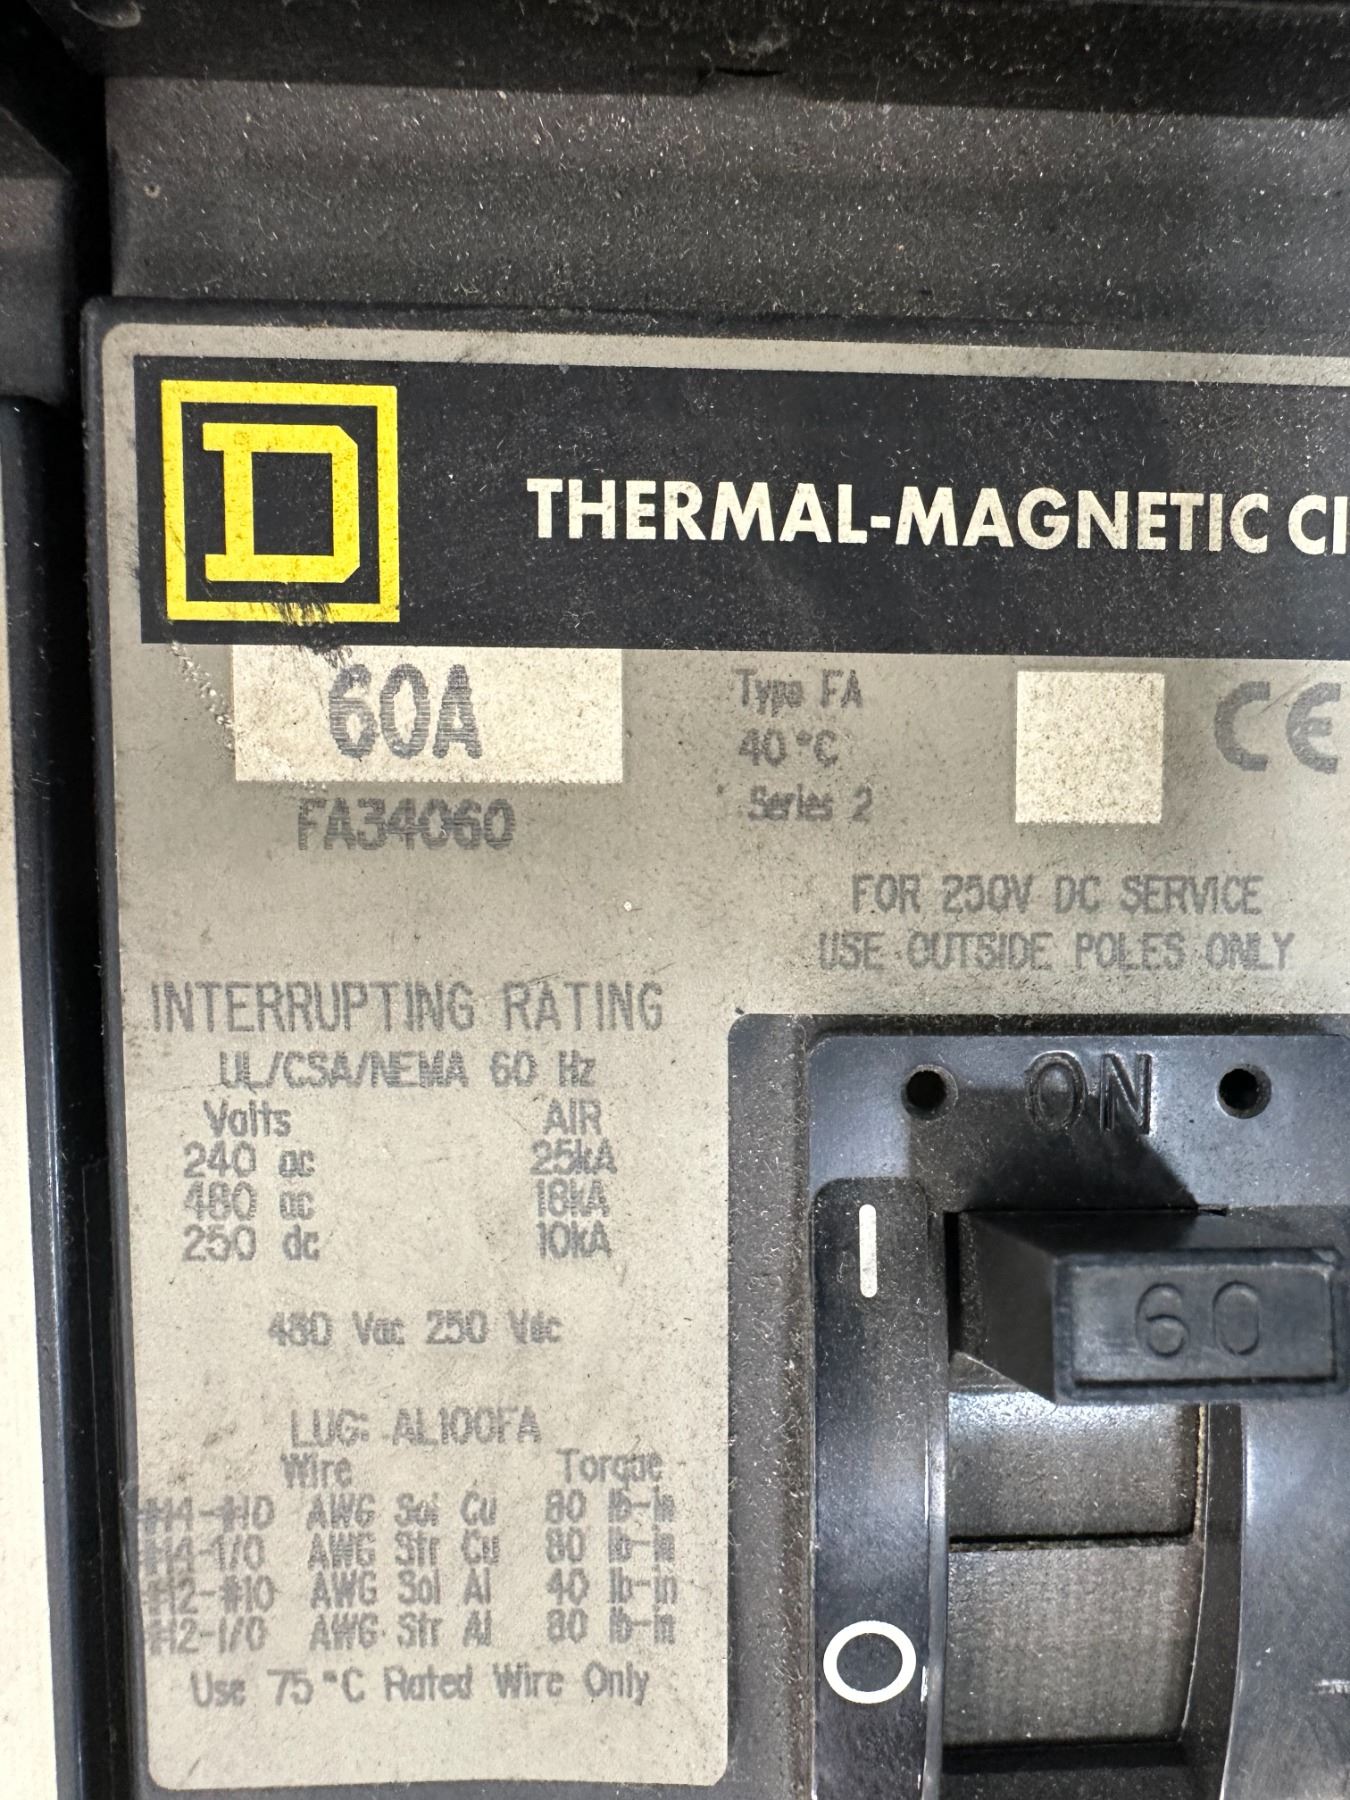 D
THERMAL-MAGNETIC CI
60A
FA34060
Type FA
40°C
Series 2
CE
FOR 250V DC SERVICE
USE OUTSIDE POLES ONLY
INTERRUPTING RATING
UL/CSA/NEMA 60 Hz
Volts AIR
240 ac 25kA
480 ac 18kA
250 dc 10kA
480 Vac 250 Vdc
LUG: AL100FA
Wire Torque
#14-#10 AWG Sol Cu 80 lb-in
#14-1/0 AWG Str Cu 80 lb-in
#12-#10 AWG Sol Al 40 lb-in
#12-1/0 AWG Str Al 80 lb-in
Use 75°C Rated Wire Only
ON
I
60
O